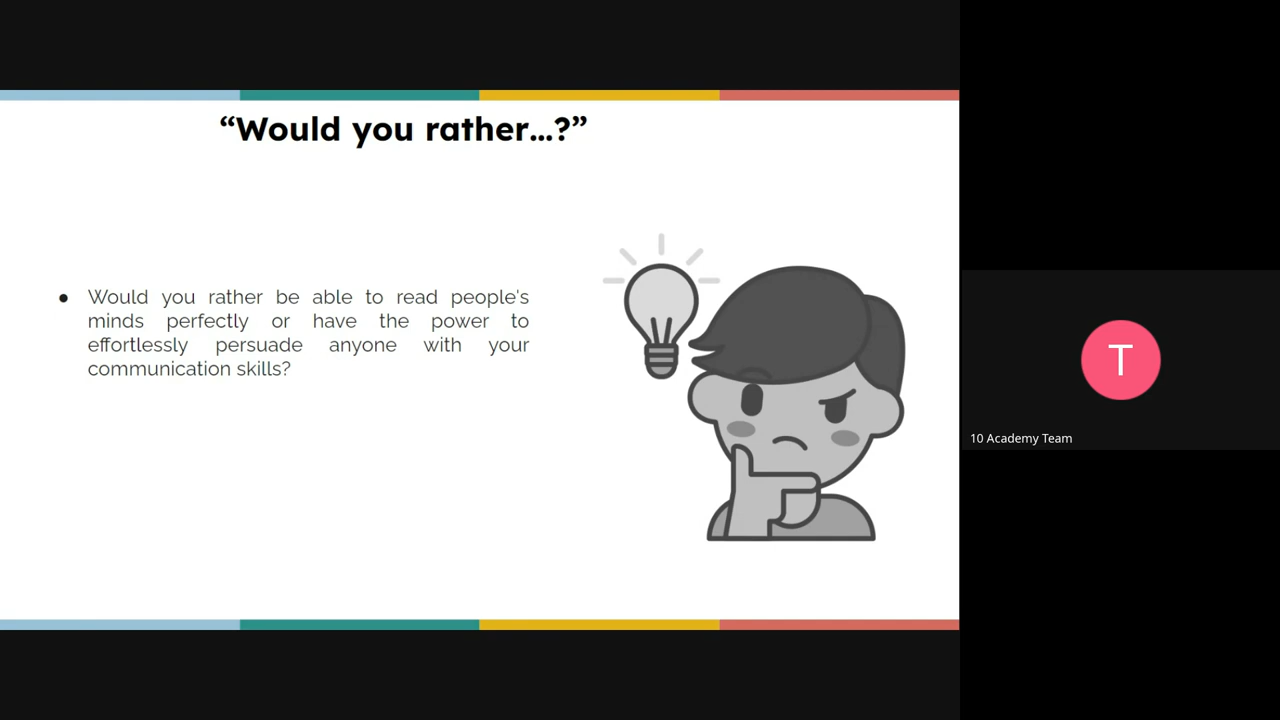 “Would you rather...?”
● Would you rather be able to read people's
minds perfectly or have the power to
effortlessly persuade anyone with your
communication skills?
T
10 Academy Team